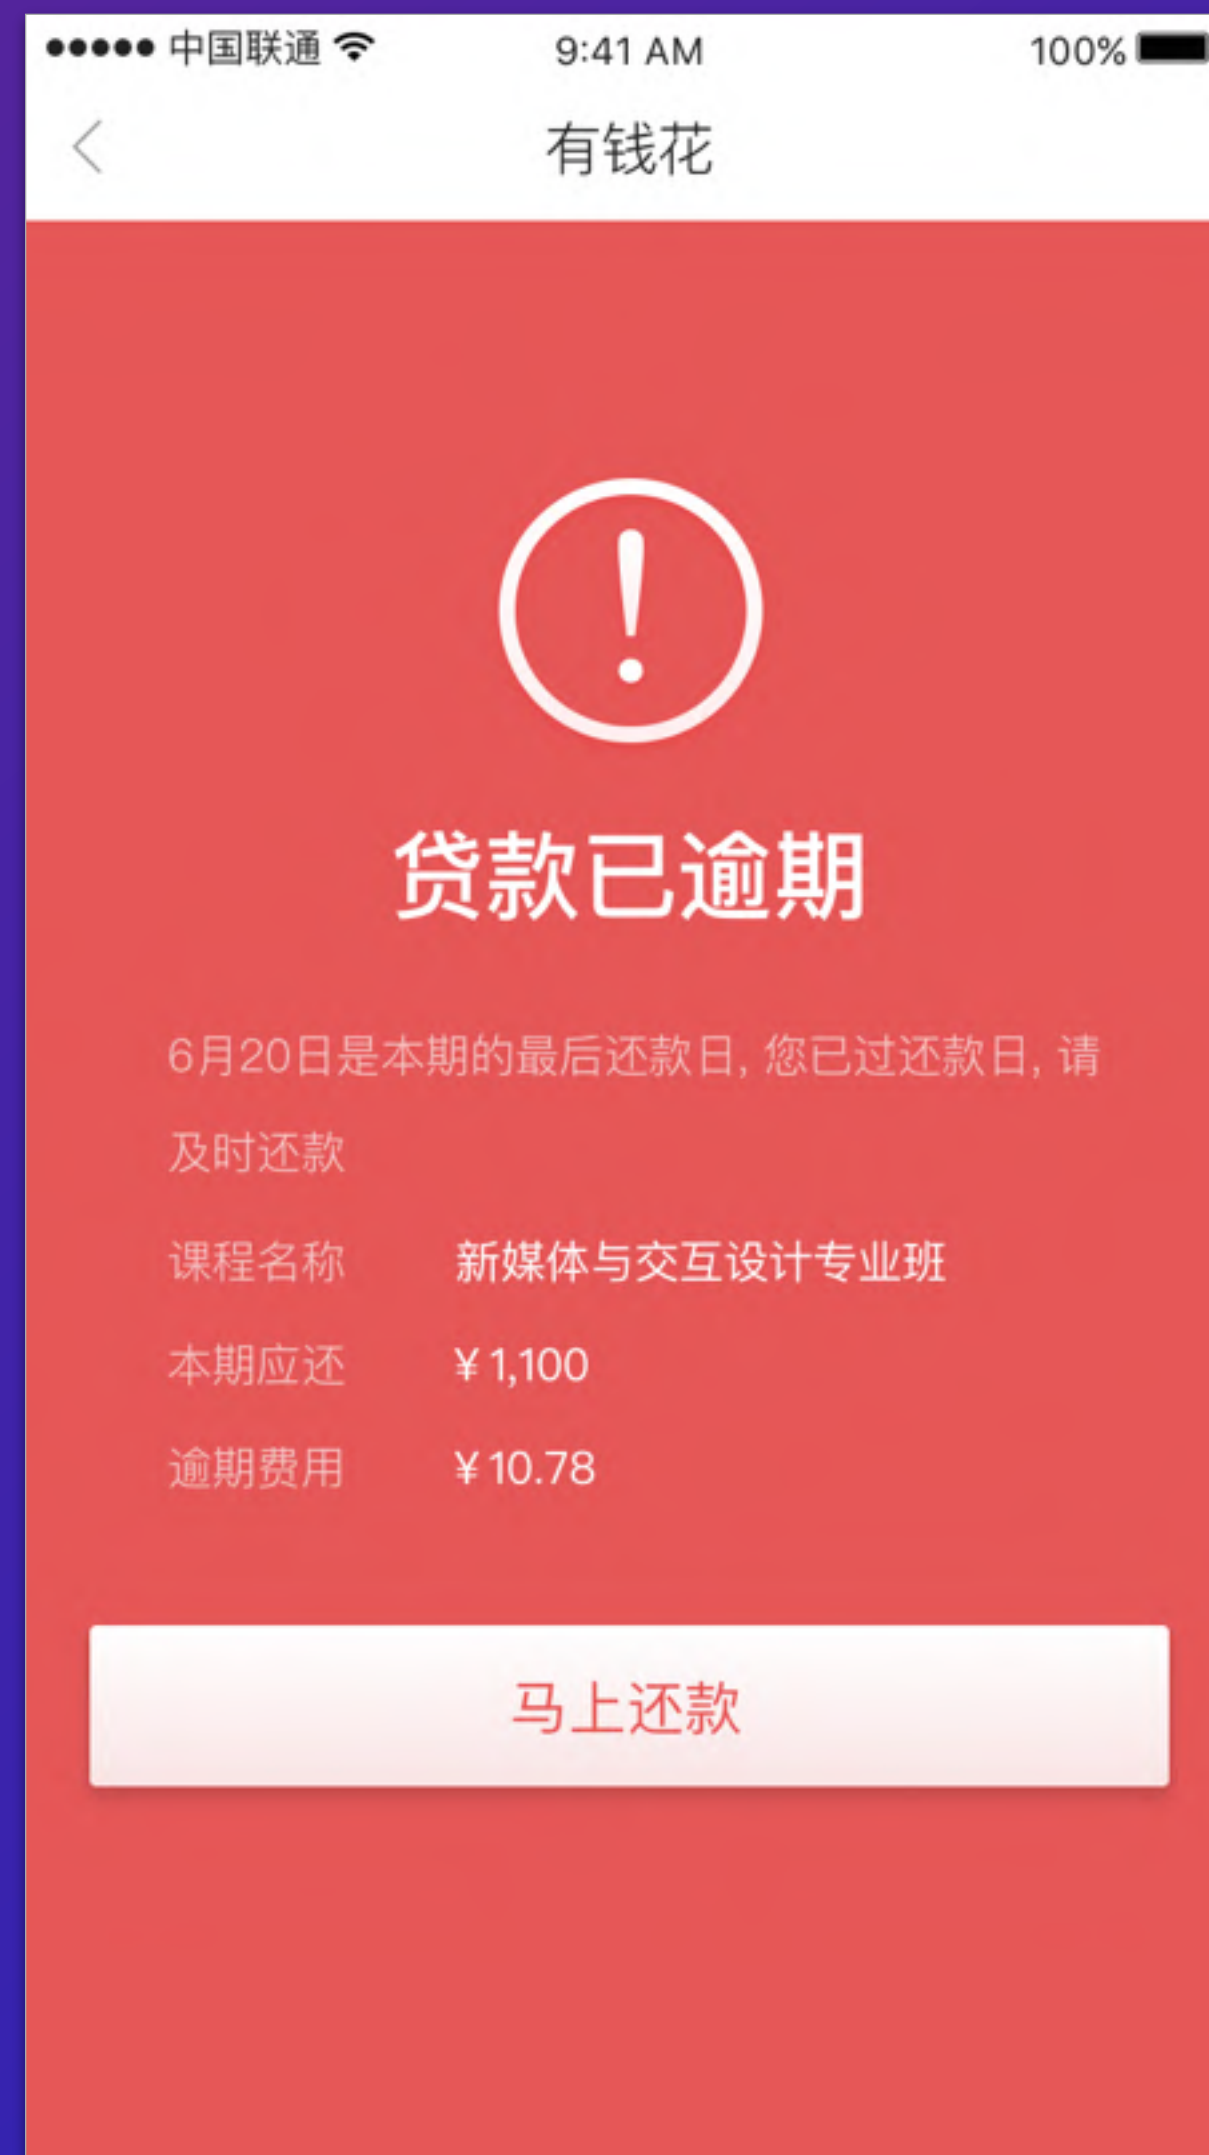 中国联通 9:41 AM 100%
有钱花
贷款已逾期
6月20日是本期的最后还款日, 您已过还款日, 请
及时还款
课程名称 新媒体与交互设计专业班
本期应还 ¥1,100
逾期费用 ¥10.78
马上还款